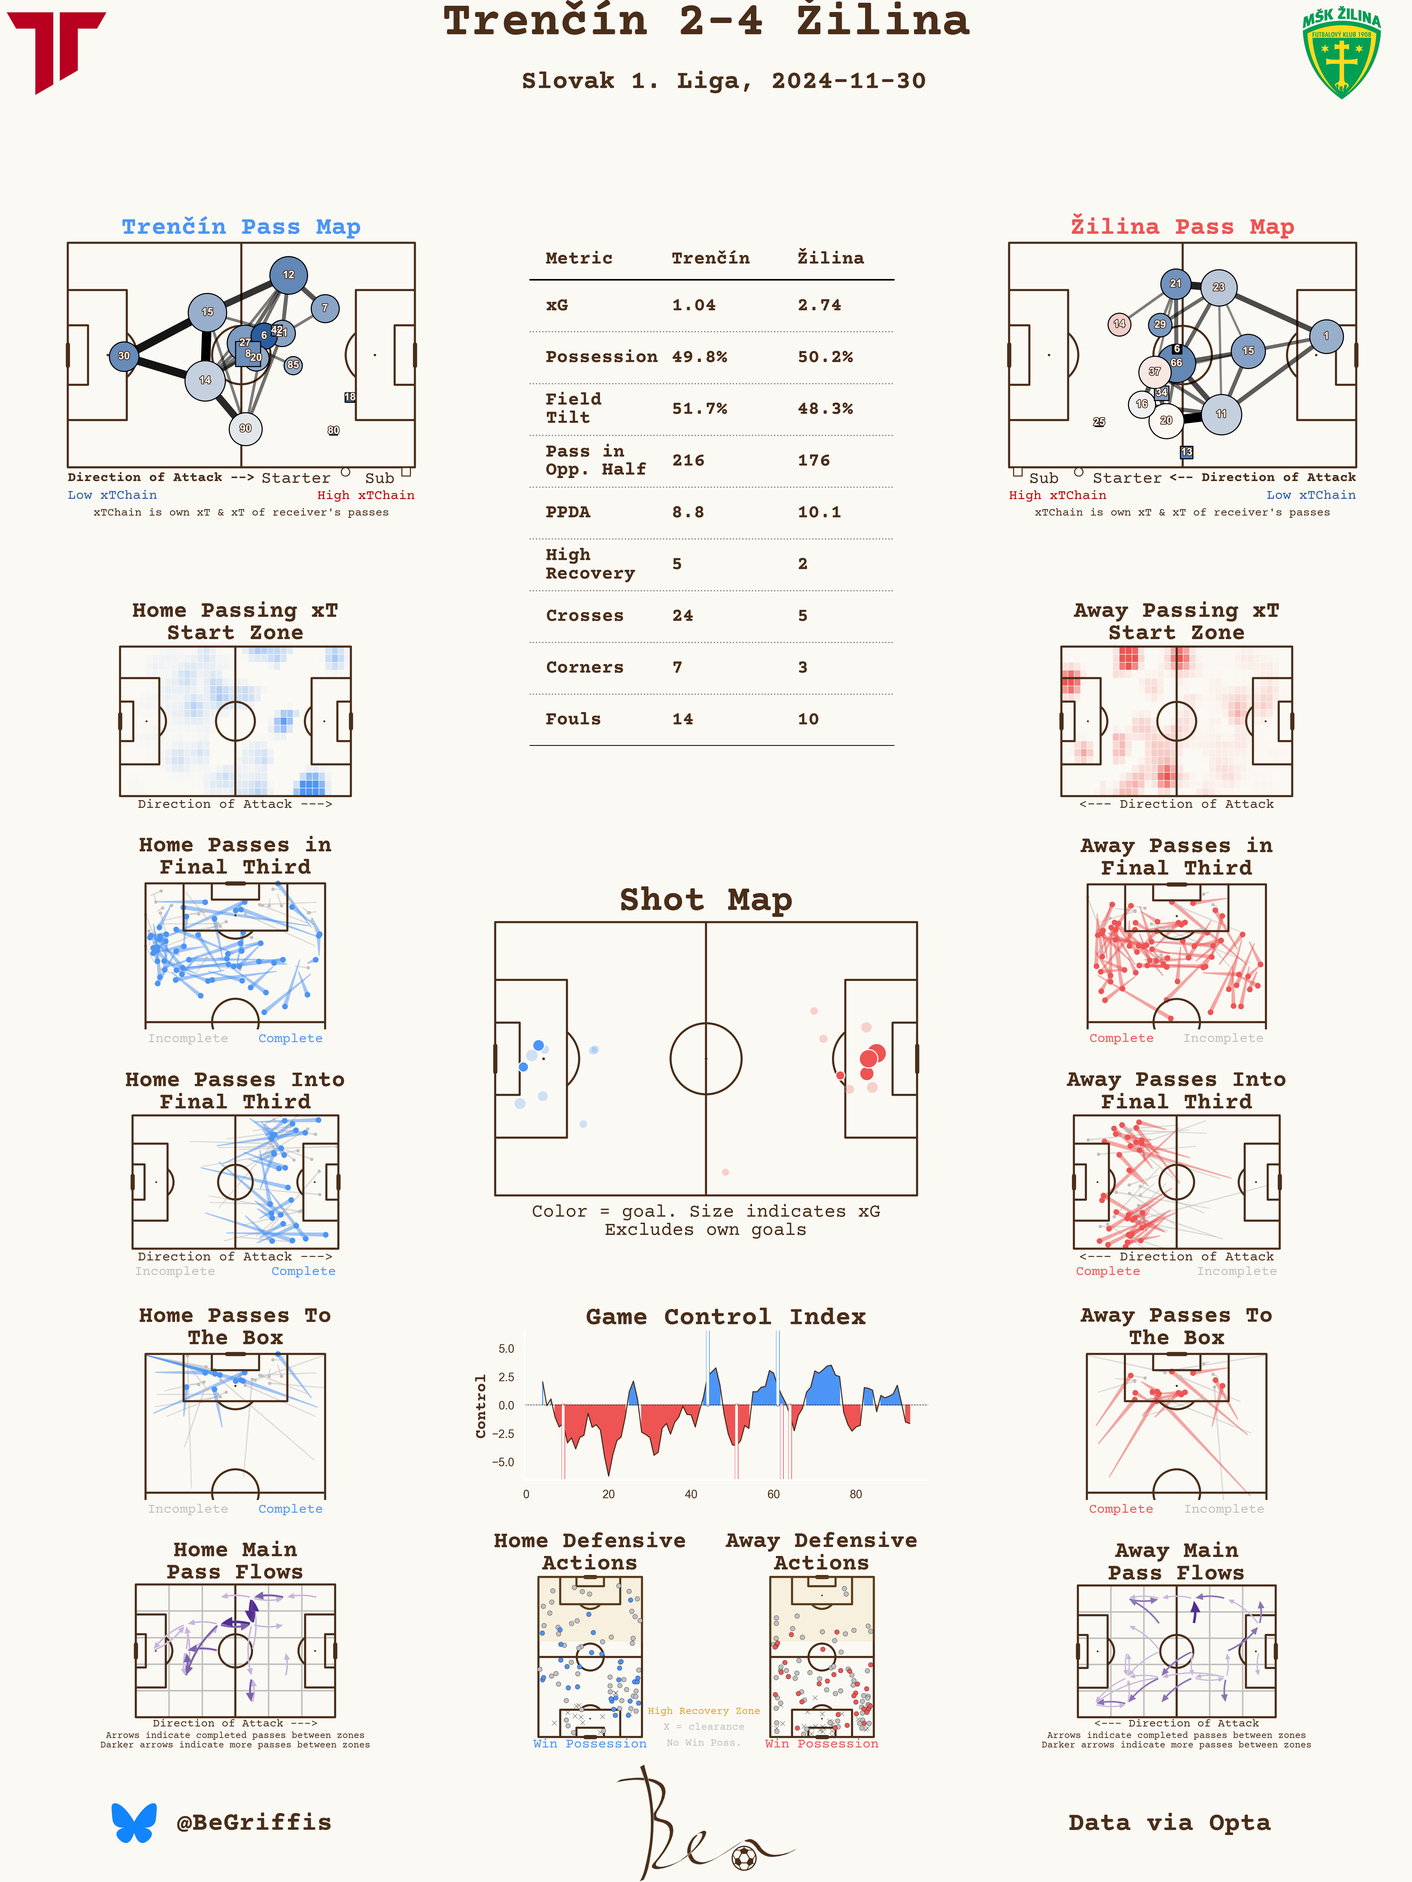 Trenčín 2-4 Žilina
Slovak 1. Liga, 2024-11-30
MŠK ŽILINA
FUTBALOVÝ KLUB 1908
Trenčín Pass Map
12
7
15
6
42
21
27
8
20
30
85
14
18
90
80
Direction of Attack --> Starter Sub
Low xTChain High xTChain
xTChain is own xT & xT of receiver's passes
Metric Trenčín Žilina
xG 1.04 2.74
Possession 49.8% 50.2%
Field
Tilt 51.7% 48.3%
Pass in
Opp. Half 216 176
PPDA 8.8 10.1
High
Recovery 5 2
Crosses 24 5
Corners 7 3
Fouls 14 10
Žilina Pass Map
21
23
14
29
1
6
15
66
37
34
16
11
20
25
13
Sub Starter <-- Direction of Attack
High xTChain Low xTChain
xTChain is own xT & xT of receiver's passes
Home Passing xT
Start Zone
Direction of Attack --->
Away Passing xT
Start Zone
<--- Direction of Attack
Home Passes in
Final Third
Incomplete Complete
Away Passes in
Final Third
Complete Incomplete
Shot Map
Color = goal. Size indicates xG
Excludes own goals
Home Passes Into
Final Third
Direction of Attack --->
Incomplete Complete
Away Passes Into
Final Third
<--- Direction of Attack
Complete Incomplete
Home Passes To
The Box
Incomplete Complete
Game Control Index
Control
5.0
2.5
0.0
−2.5
−5.0
0 20 40 60 80
Away Passes To
The Box
Complete Incomplete
Home Main
Pass Flows
Direction of Attack --->
Arrows indicate completed passes between zones
Darker arrows indicate more passes between zones
Home Defensive
Actions
Win Possession
High Recovery Zone
X = clearance
No Win Poss.
Away Defensive
Actions
Win Possession
Away Main
Pass Flows
<--- Direction of Attack
Arrows indicate completed passes between zones
Darker arrows indicate more passes between zones
@BeGriffis
Ben
Data via Opta